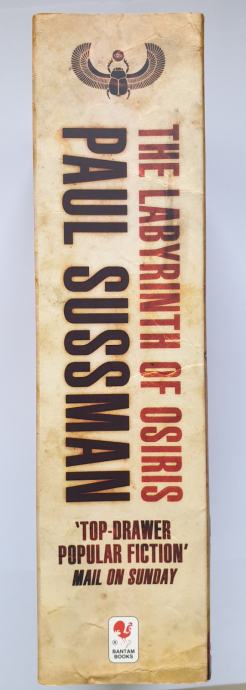 THE LABYRINTH OF OSIRIS
PAUL SUSSMAN
'TOP-DRAWER
POPULAR FICTION'
MAIL ON SUNDAY
BANTAM
BOOKS